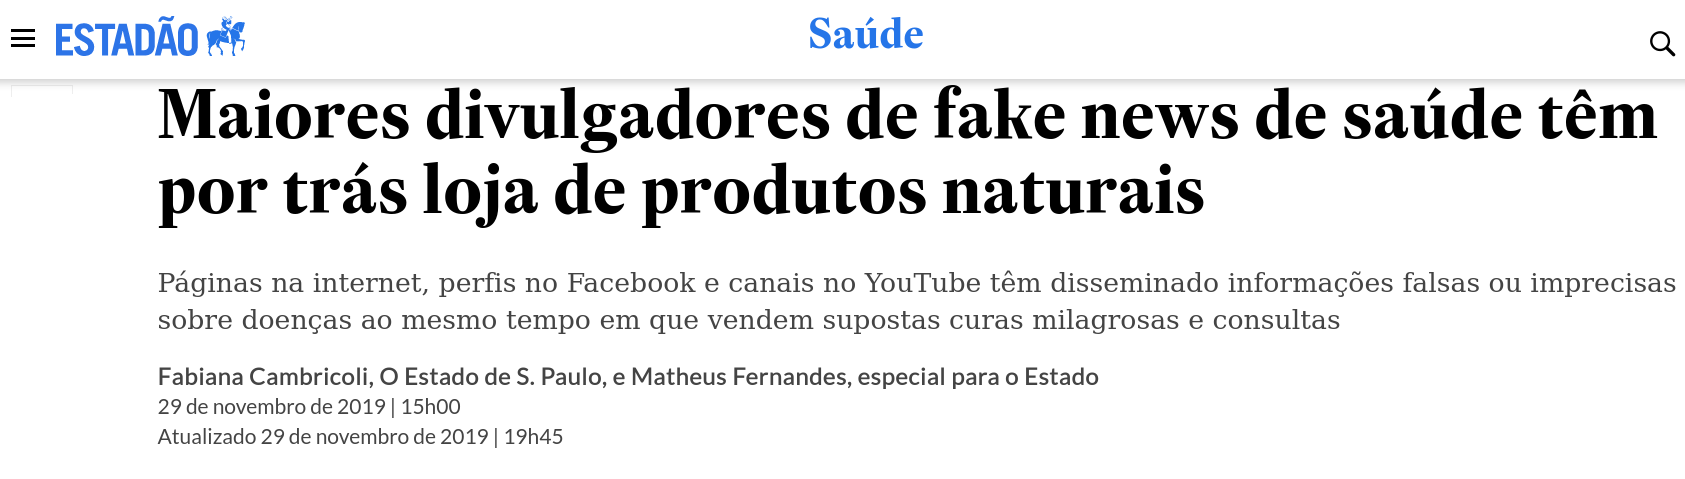 ESTADÃO
Saúde
Maiores divulgadores de fake news de saúde têm
por trás loja de produtos naturais
Páginas na internet, perfis no Facebook e canais no YouTube têm disseminado informações falsas ou imprecisas
sobre doenças ao mesmo tempo em que vendem supostas curas milagrosas e consultas
Fabiana Cambricoli, O Estado de S. Paulo, e Matheus Fernandes, especial para o Estado
29 de novembro de 2019 | 15h00
Atualizado 29 de novembro de 2019 | 19h45